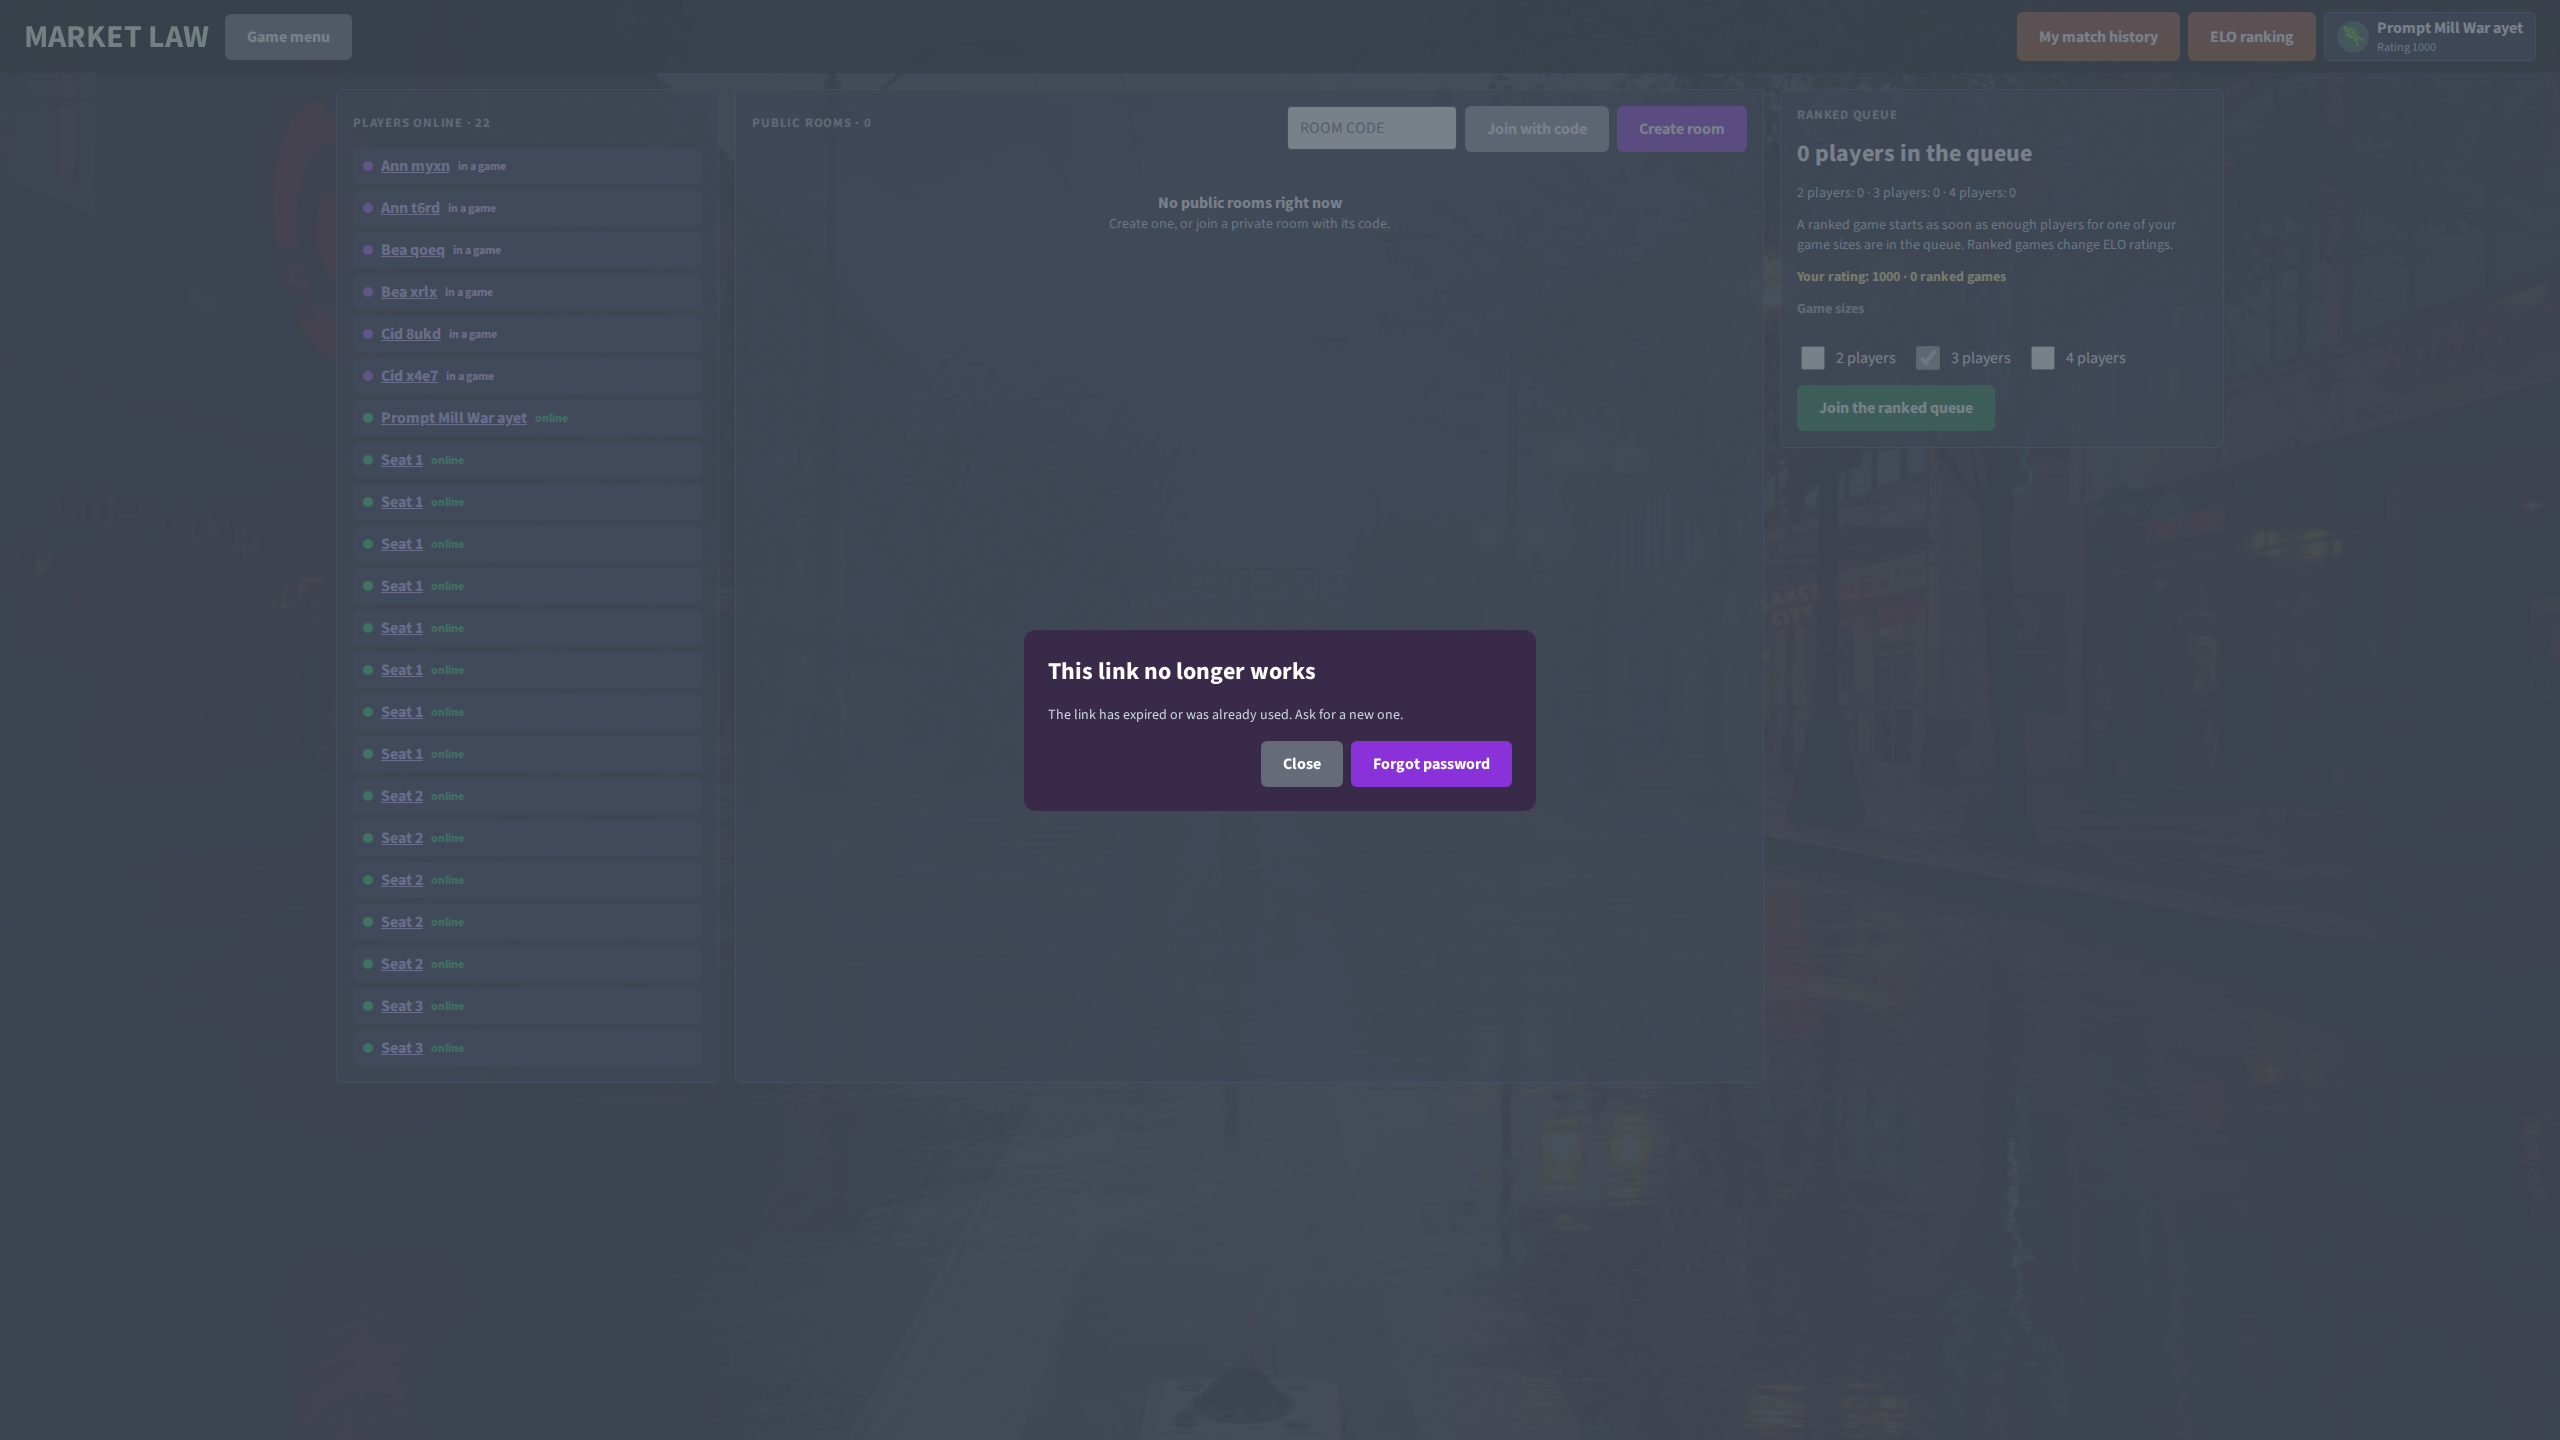 MARKET LAW
Game menu
My match history
ELO ranking
Prompt Mill War ayet
Rating 1000
PLAYERS ONLINE · 22
Ann myxn in a game
Ann t6rd in a game
Bea qoeq in a game
Bea xrlx in a game
Cid 8ukd in a game
Cid x4e7 in a game
Prompt Mill War ayet online
Seat 1 online
Seat 1 online
Seat 1 online
Seat 1 online
Seat 1 online
Seat 1 online
Seat 1 online
Seat 1 online
Seat 2 online
Seat 2 online
Seat 2 online
Seat 2 online
Seat 2 online
Seat 3 online
Seat 3 online
PUBLIC ROOMS · 0
ROOM CODE
Join with code
Create room
No public rooms right now
Create one, or join a private room with its code.
RANKED QUEUE
0 players in the queue
2 players: 0 · 3 players: 0 · 4 players: 0
A ranked game starts as soon as enough players for one of your
game sizes are in the queue. Ranked games change ELO ratings.
Your rating: 1000 · 0 ranked games
Game sizes
2 players
3 players
4 players
Join the ranked queue
This link no longer works
The link has expired or was already used. Ask for a new one.
Close
Forgot password
order pickup